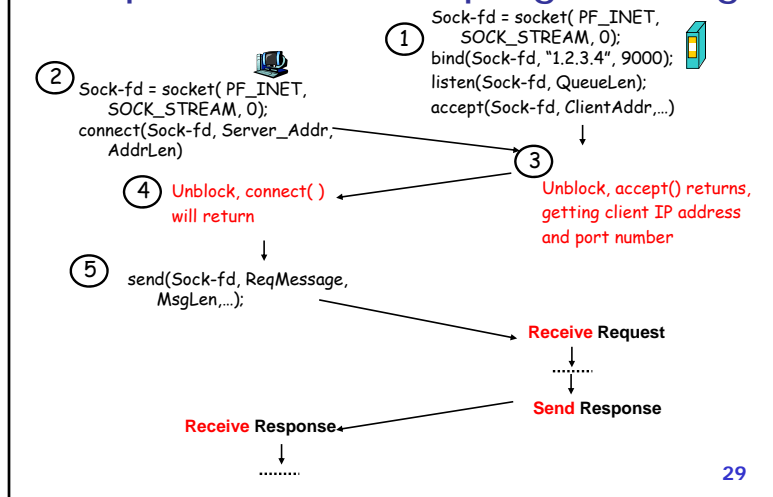 1
Sock-fd = socket( PF_INET,
SOCK_STREAM, 0);
bind(Sock-fd, “1.2.3.4”, 9000);
listen(Sock-fd, QueueLen);
accept(Sock-fd, ClientAddr,…)
2
Sock-fd = socket( PF_INET,
SOCK_STREAM, 0);
connect(Sock-fd, Server_Addr,
AddrLen)
3
Unblock, accept() returns,
getting client IP address
and port number
4
Unblock, connect( )
will return
5
send(Sock-fd, ReqMessage,
MsgLen,…);
Receive Request
.........
Send Response
Receive Response
.........
29